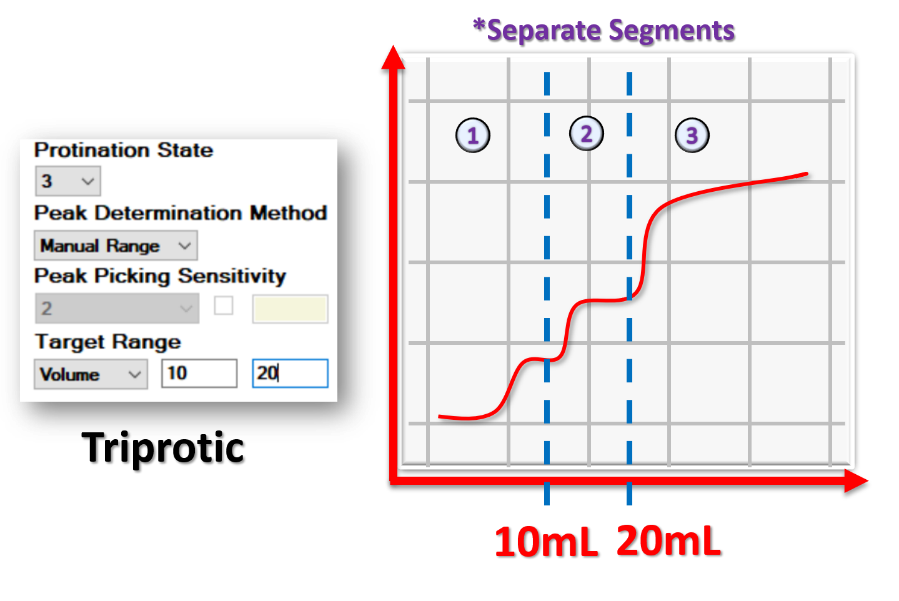 *Separate Segments
Protination State
3
Peak Determination Method
Manual Range
Peak Picking Sensitivity
2
Target Range
Volume 10 20
Triprotic
1 2 3
10mL 20mL